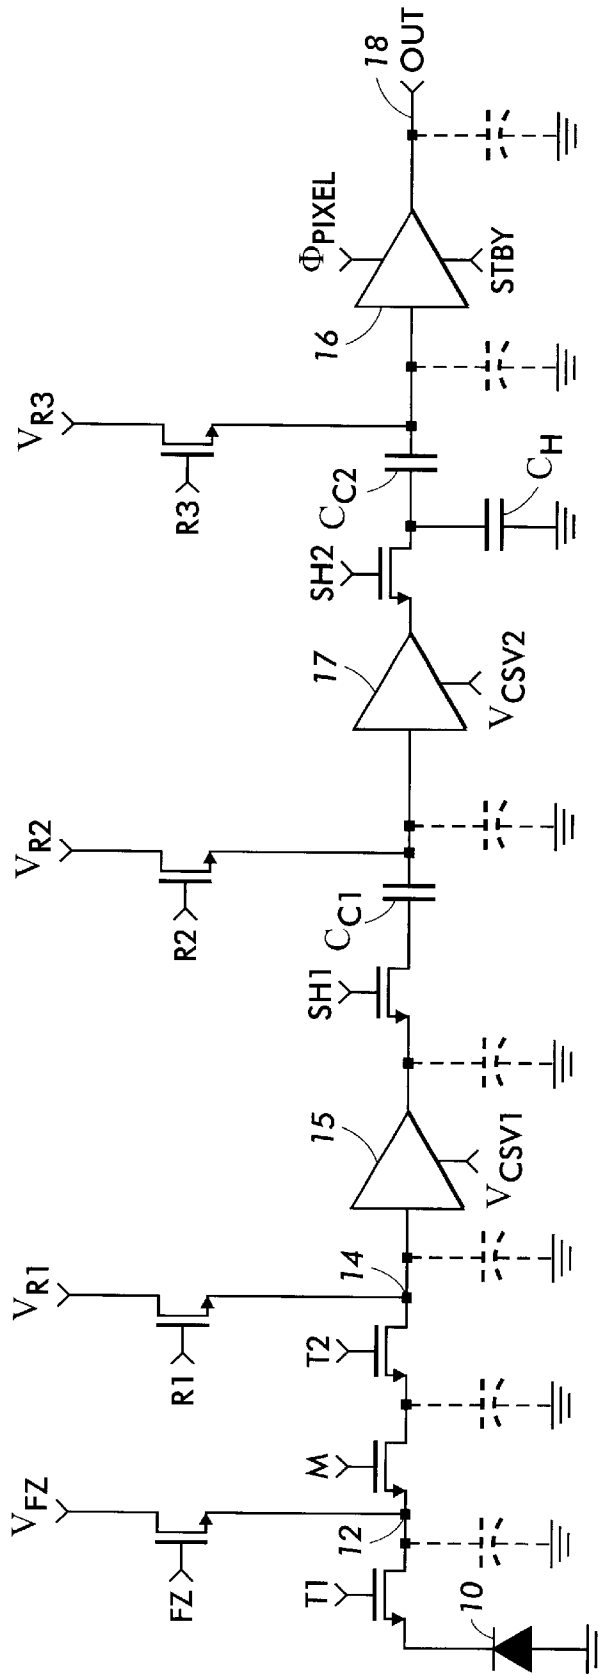 V_FZ
V_R1
V_R2
V_R3
FZ
R1
R2
R3
T1
12
M
T2
14
15
SH1
C_C1
17
SH2
C_C2
16
Φ_PIXEL
18
OUT
10
V_CSV1
V_CSV2
C_H
STBY